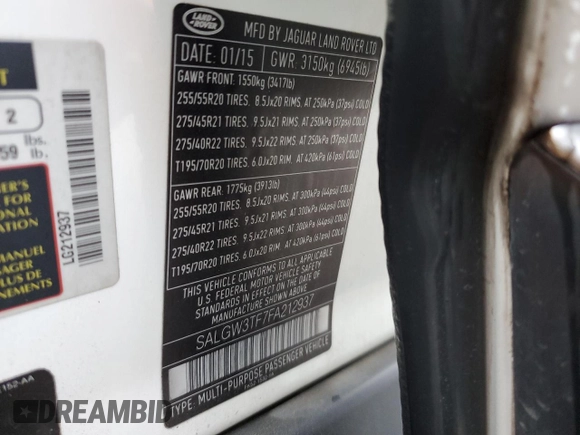 LAND
ROVER
MFD BY JAGUAR LAND ROVER LTD
DATE: 01/15 GWR: 3150kg (6945lb)
GAWR FRONT: 1550kg (3417lb)
255/55R20 TIRES. 8.5Jx20 RIMS. AT 250kPa (37psi) COLD
275/45R21 TIRES. 9.5Jx21 RIMS. AT 250kPa (37psi) COLD
275/40R22 TIRES. 9.5Jx22 RIMS. AT 250kPa (37psi) COLD
T195/70R20 TIRES. 6.0Jx20 RIM. AT 420kPa (61psi) COLD
GAWR REAR: 1775kg (3913lb)
255/55R20 TIRES. 8.5Jx20 RIMS. AT 300kPa (44psi) COLD
275/45R21 TIRES. 9.5Jx21 RIMS. AT 300kPa (44psi) COLD
275/40R22 TIRES. 9.5Jx22 RIMS. AT 300kPa (44psi) COLD
T195/70R20 TIRES. 6.0Jx20 RIM. AT 420kPa (61psi) COLD
THIS VEHICLE CONFORMS TO ALL APPLICABLE
U.S. FEDERAL MOTOR VEHICLE SAFETY AND
THEFT PREVENTION STANDARDS IN EFFECT
ON THE DATE OF MANUFACTURE SHOWN ABOVE.
SALGW3TF7FA212937
TYPE: MULTI-PURPOSE PASSENGER VEHICLE
2
59 lbs.
lb.
LG212937
MANUEL
152-AA
DREAMBID